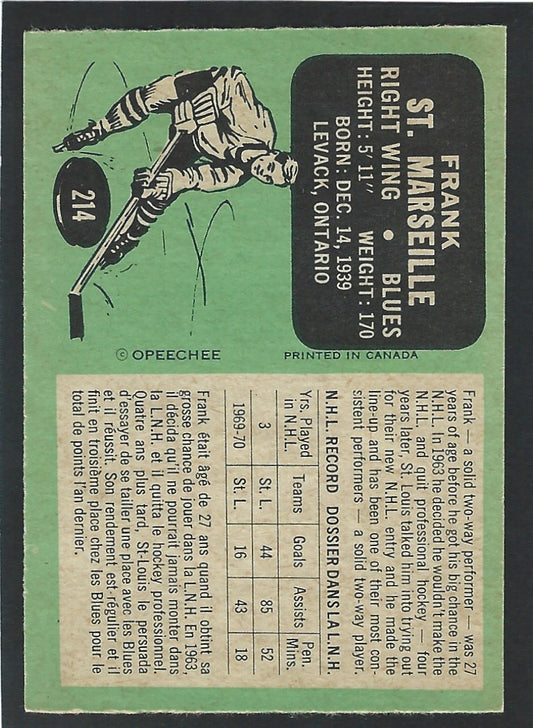 FRANK
ST. MARSEILLE
RIGHT WING • BLUES
HEIGHT: 5' 11" WEIGHT: 170
BORN: DEC. 14, 1939
LEVACK, ONTARIO
214
© OPEECHEE PRINTED IN CANADA
Frank — a solid two-way performer — was 27
years of age before he got his big chance in the
N.H.L. In 1963 he decided he wouldn't make the
N.H.L. and quit professional hockey — four
years later, St. Louis talked him into trying out
for their new N.H.L. entry and he made the
line-up and has been one of their most con-
sistent performers — a solid two-way player.
N.H.L. RECORD DOSSIER DANS LA L.N.H.
Yrs. Played in N.H.L. Teams Goals Assists Pen. Mins.
3 St. L. 44 85 52
1969-70 St. L. 16 43 18
Frank était âge de 27 ans quand il obtint sa
grosse chance de jouer dans la L.N.H. En 1963,
il décida qu'il ne pourrait jamais monter dans
la L.N.H et il quitta le hockey professionnel.
Quatre ans plus tard, St-Louis le persuada
d'essayer de se tailler une place avec les Blues
et il réussit. Son rendement est régulier et il
finit en troisième place chez les Blues pour le
total de points l'an dernier.